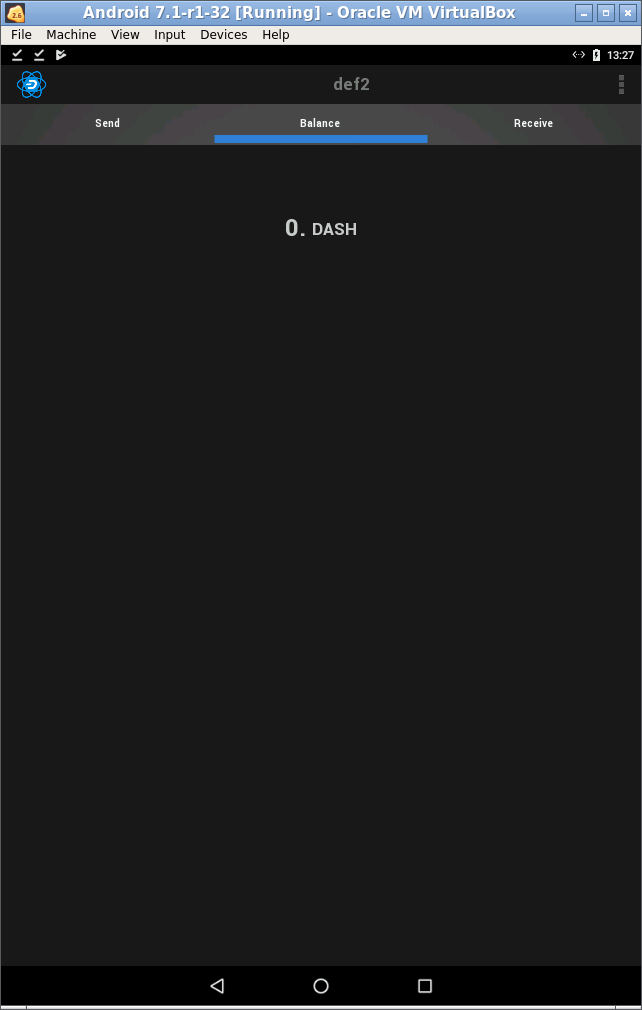 Android 7.1-r1-32 [Running] - Oracle VM VirtualBox
File Machine View Input Devices Help
13:27
def2
Send Balance Receive
0. DASH